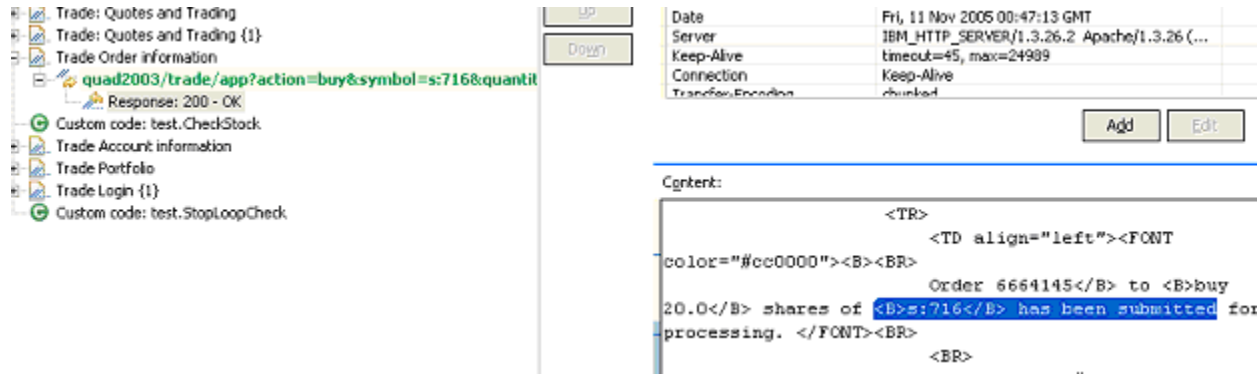 Trade: Quotes and Trading
Trade: Quotes and Trading {1}
Trade Order information
quad2003/trade/app?action=buy&symbol=s:716&quantit
Response: 200 - OK
Custom code: test.CheckStock
Trade Account information
Trade Portfolio
Trade Login {1}
Custom code: test.StopLoopCheck
Up
Down
Date Fri, 11 Nov 2005 00:47:13 GMT
Server IBM_HTTP_SERVER/1.3.26.2 Apache/1.3.26 (...
Keep-Alive timeout=45, max=24989
Connection Keep-Alive
Transfer-Encoding chunked
Add Edit
Content:
<TR>
<TD align="left"><FONT
color="#cc0000"><B><BR>
Order 6664145</B> to <B>buy
20.0</B> shares of <B>s:716</B> has been submitted for
processing. </FONT><BR>
<BR>